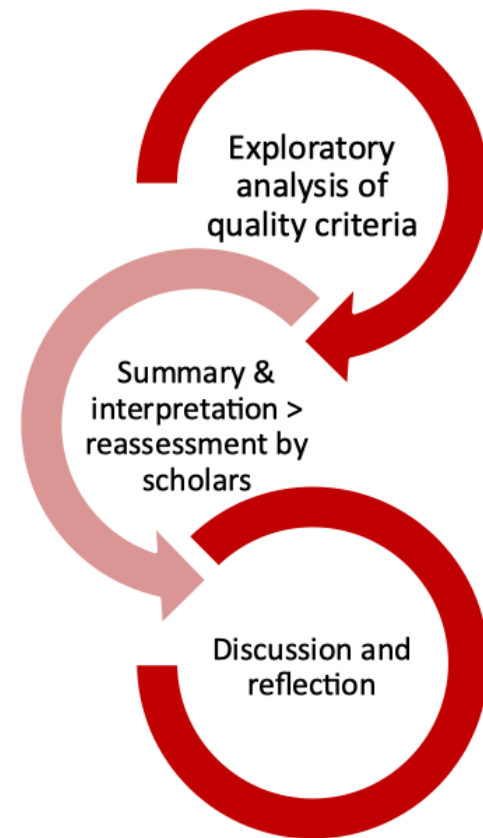 Exploratory
analysis of
quality criteria
Summary &
interpretation >
reassessment by
scholars
Discussion and
reflection